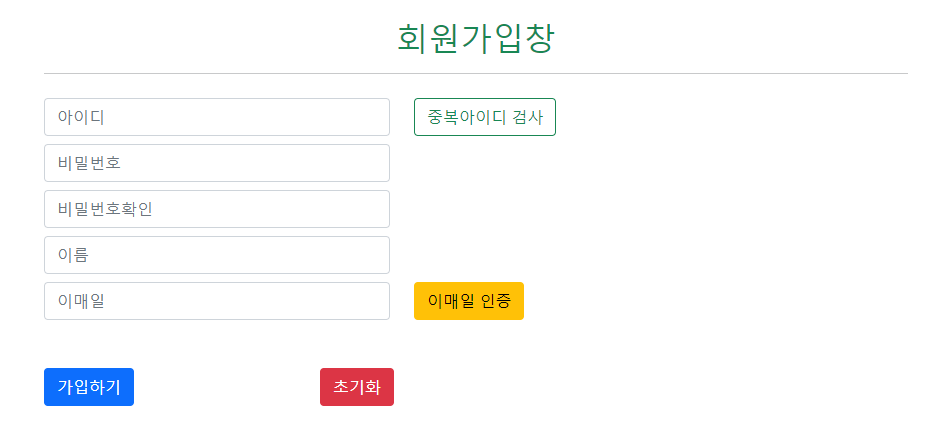 회원가입창
아이디 중복아이디 검사
비밀번호
비밀번호확인
이름
이매일 이매일 인증
가입하기 초기화